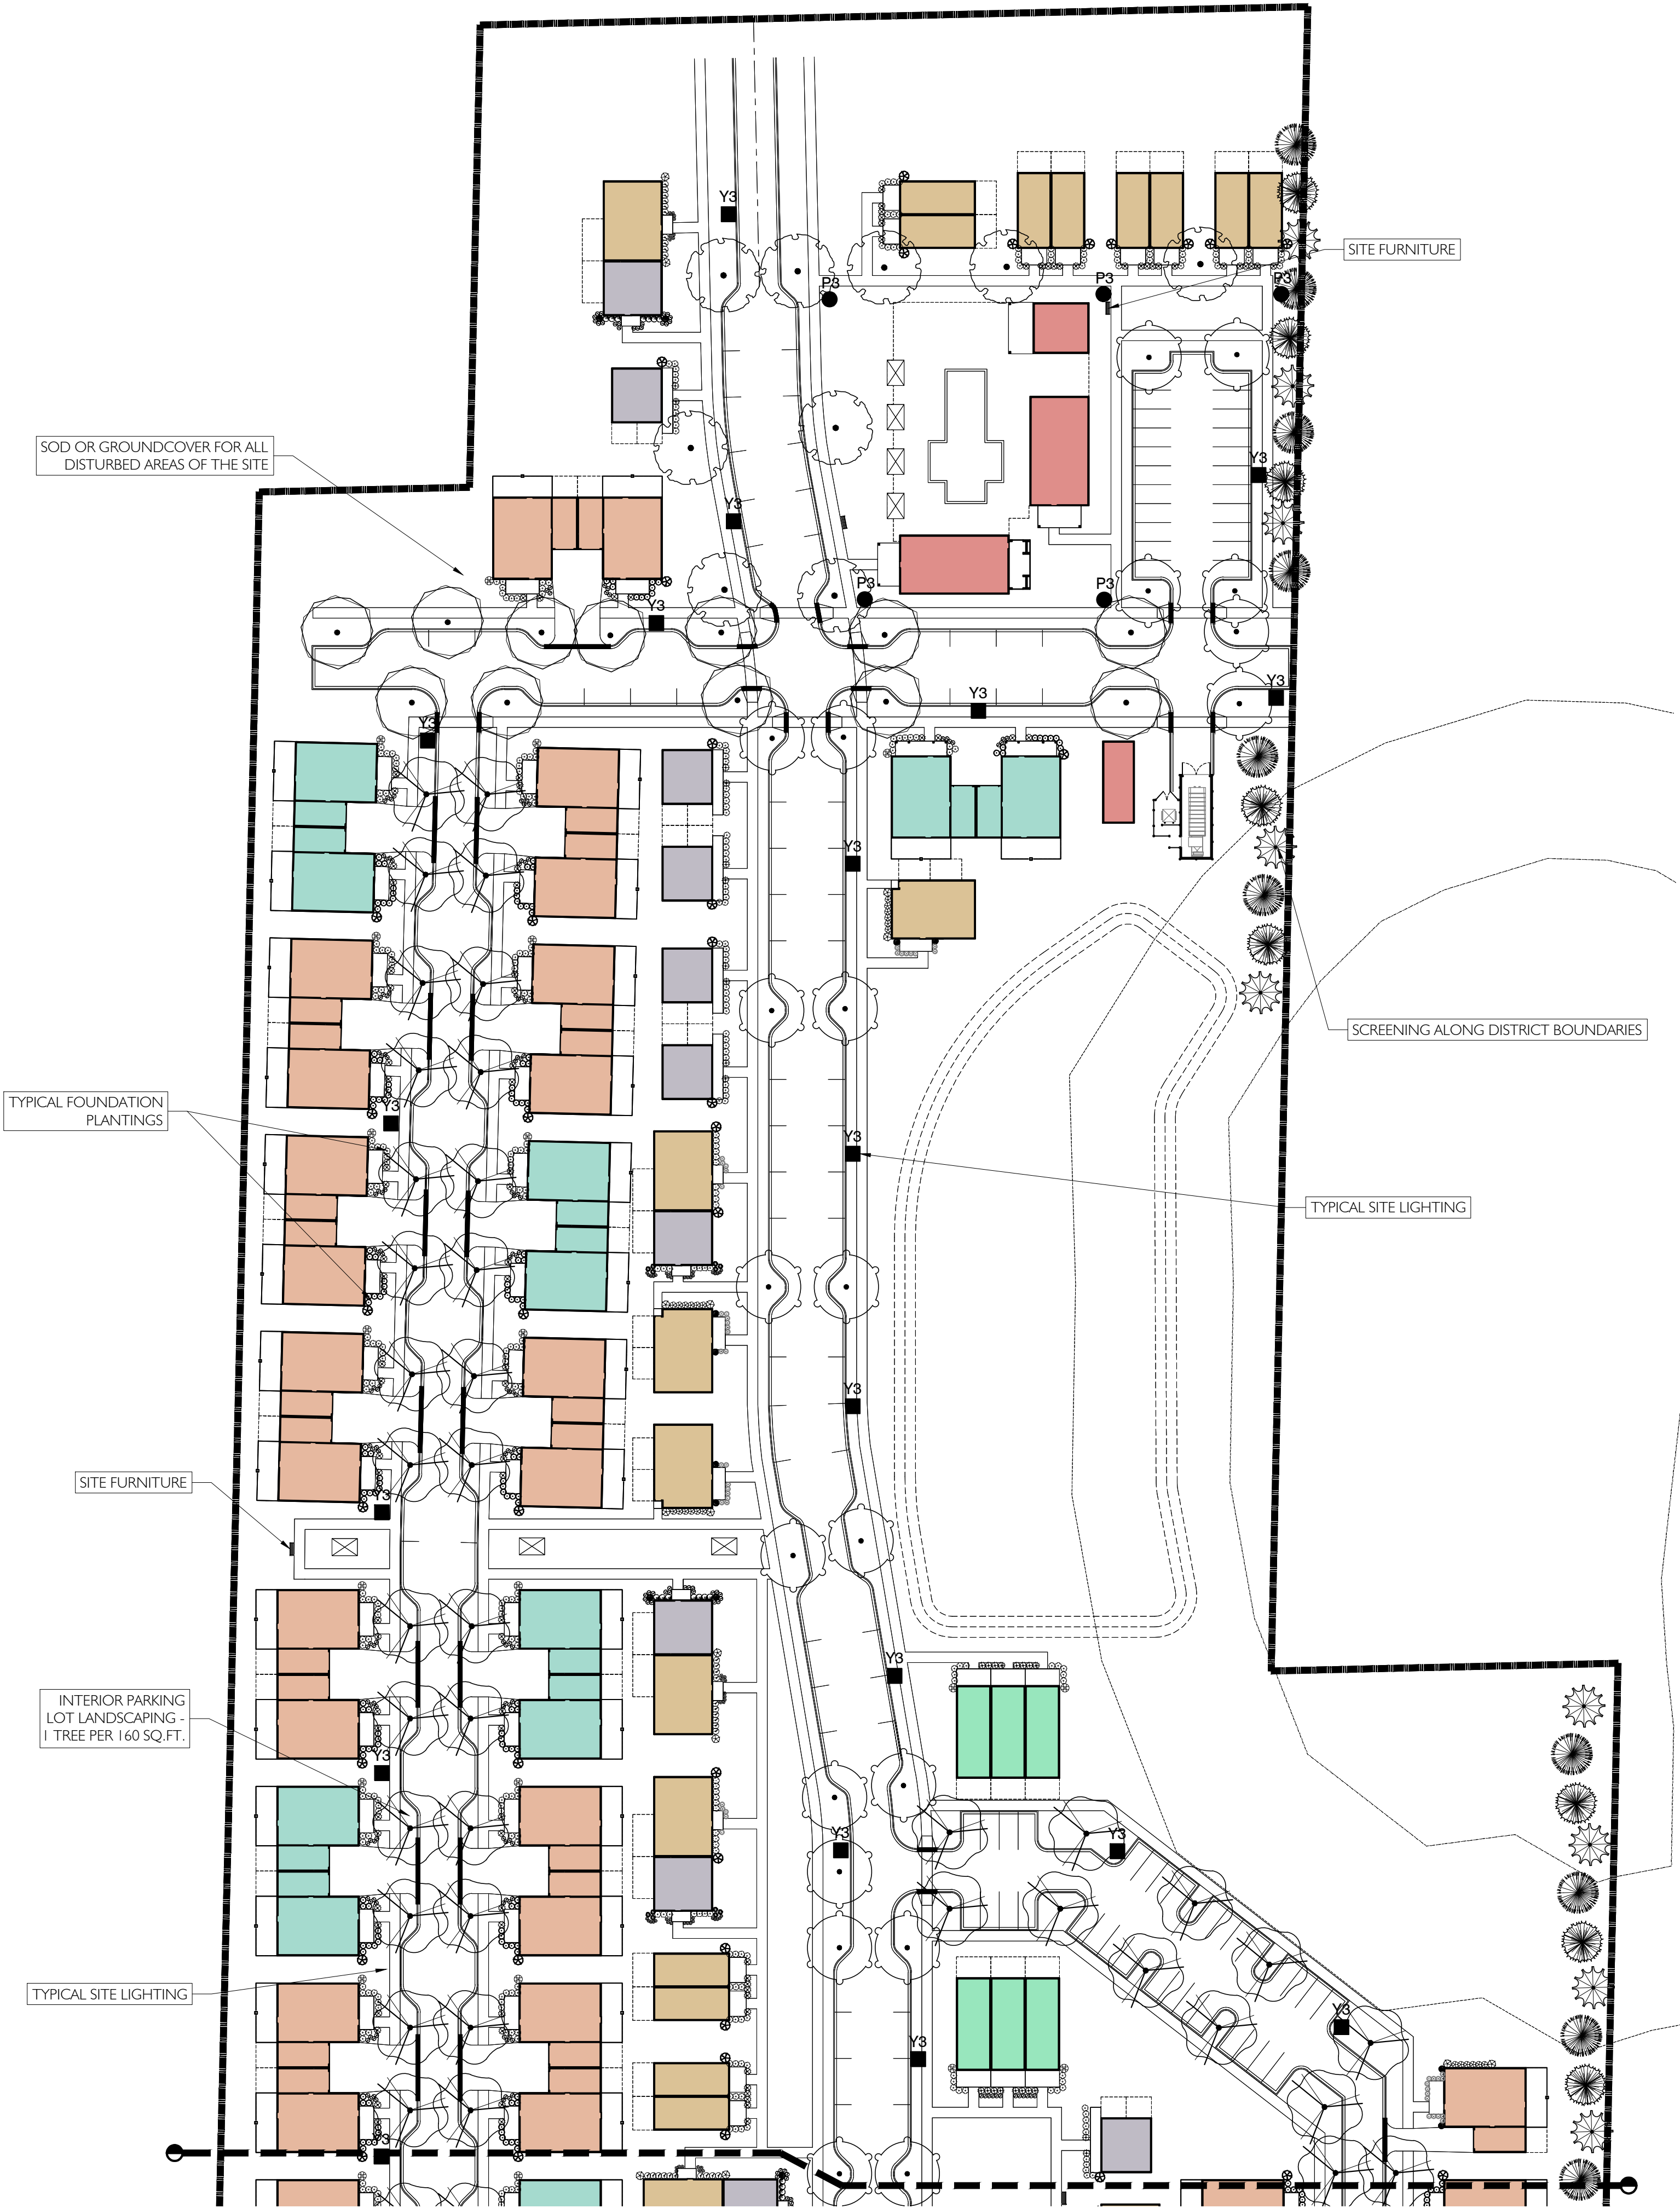 Y3
SITE FURNITURE
P3
P3
P3
SOD OR GROUNDCOVER FOR ALL
DISTURBED AREAS OF THE SITE
Y3
Y3
P3
P3
Y3
Y3
Y3
Y3
Y3
SCREENING ALONG DISTRICT BOUNDARIES
TYPICAL FOUNDATION
PLANTINGS
Y3
Y3
TYPICAL SITE LIGHTING
Y3
SITE FURNITURE
Y3
Y3
INTERIOR PARKING
LOT LANDSCAPING -
1 TREE PER 160 SQ.FT.
Y3
Y3
Y3
TYPICAL SITE LIGHTING
Y3
Y3
Y3